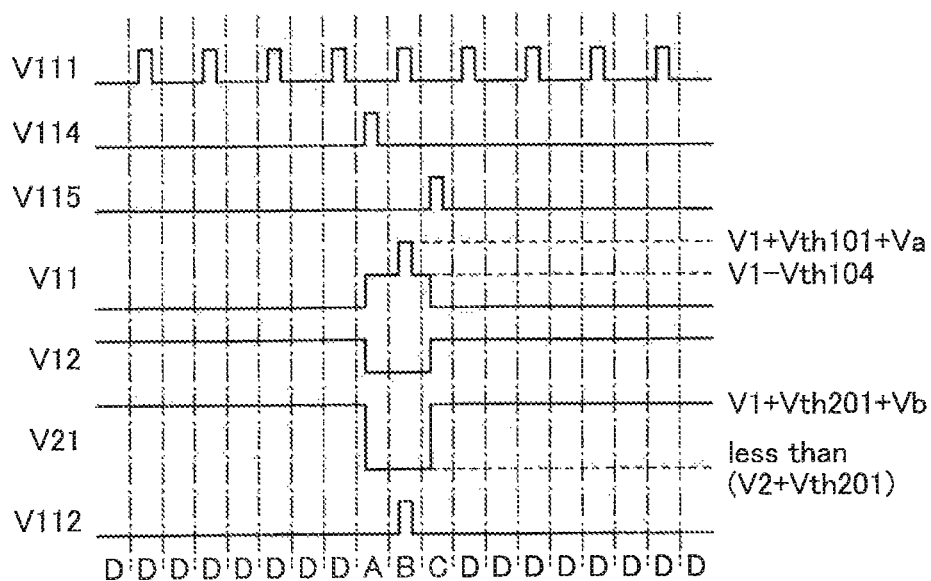 V111
V114
V115
V1+Vth101+Va
V11
V1-Vth104
V12
V1+Vth201+Vb
V21
less than
(V2+Vth201)
V112
D D D D D D D D A B C D D D D D D D D